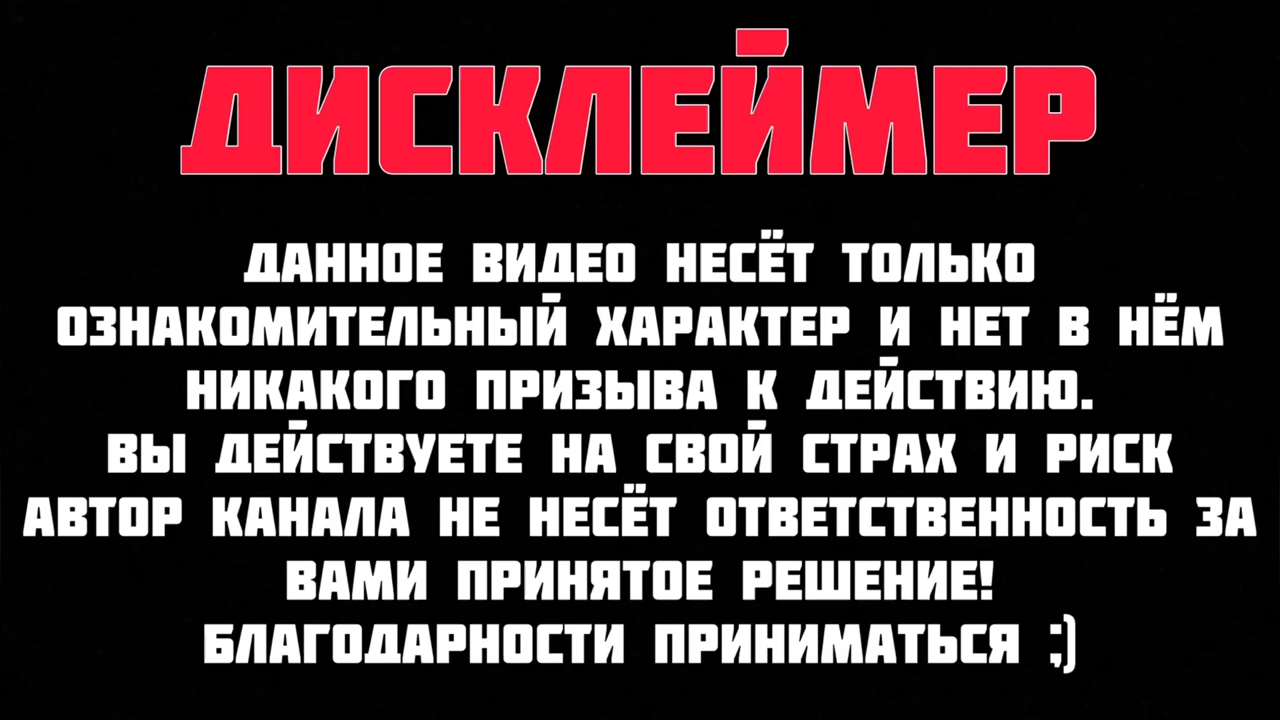 ДИСКЛЕЙМЕР
ДАННОЕ ВИДЕО НЕСЁТ ТОЛЬКО
ОЗНАКОМИТЕЛЬНЫЙ ХАРАКТЕР И НЕТ В НЁМ
НИКАКОГО ПРИЗЫВА К ДЕЙСТВИЮ.
ВЫ ДЕЙСТВУЕТЕ НА СВОЙ СТРАХ И РИСК
АВТОР КАНАЛА НЕ НЕСЁТ ОТВЕТСТВЕННОСТЬ ЗА
ВАМИ ПРИНЯТОЕ РЕШЕНИЕ!
БЛАГОДАРНОСТИ ПРИНИМАТЬСЯ ;)